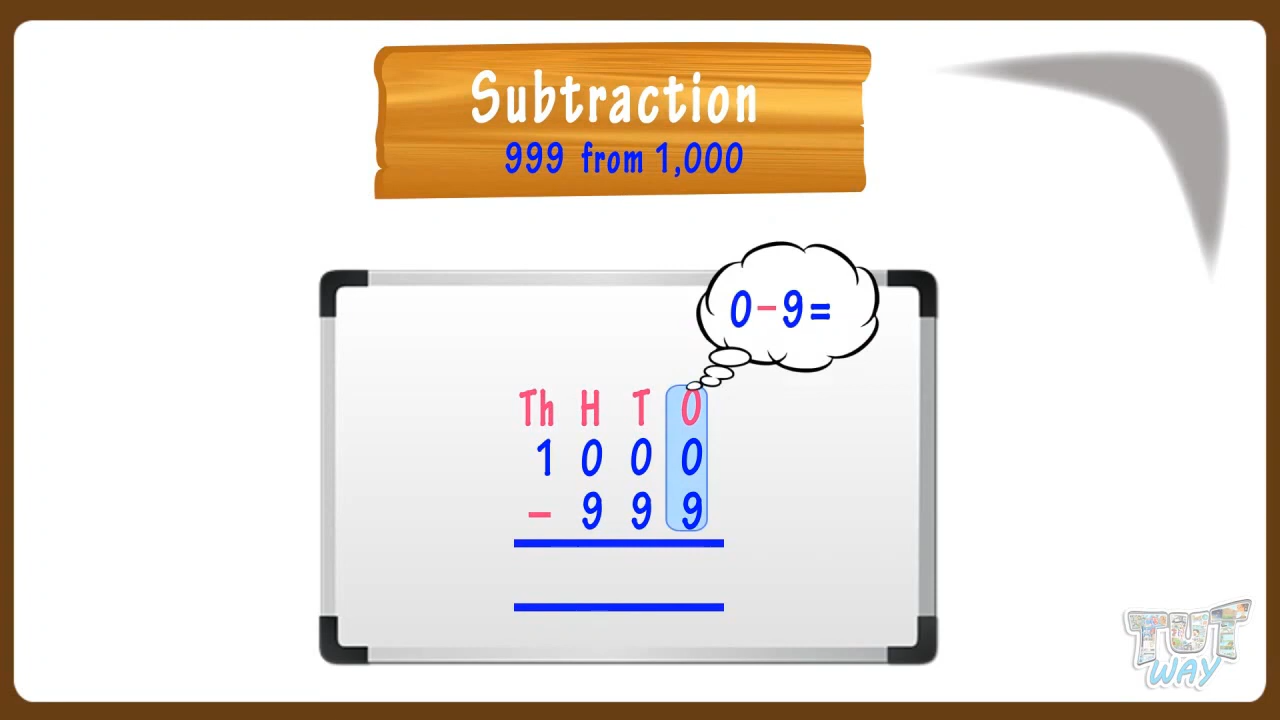 Subtraction
999 from 1,000
0-9=
Th H T O
1 0 0 0
- 9 9 9
TUT
WAY